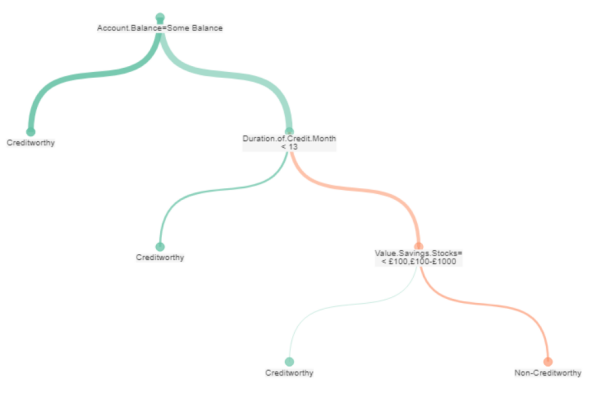 Account.Balance=Some Balance
Creditworthy
Duration.of.Credit.Month
< 13
Creditworthy
Value.Savings.Stocks=
< £100,£100-£1000
Creditworthy
Non-Creditworthy